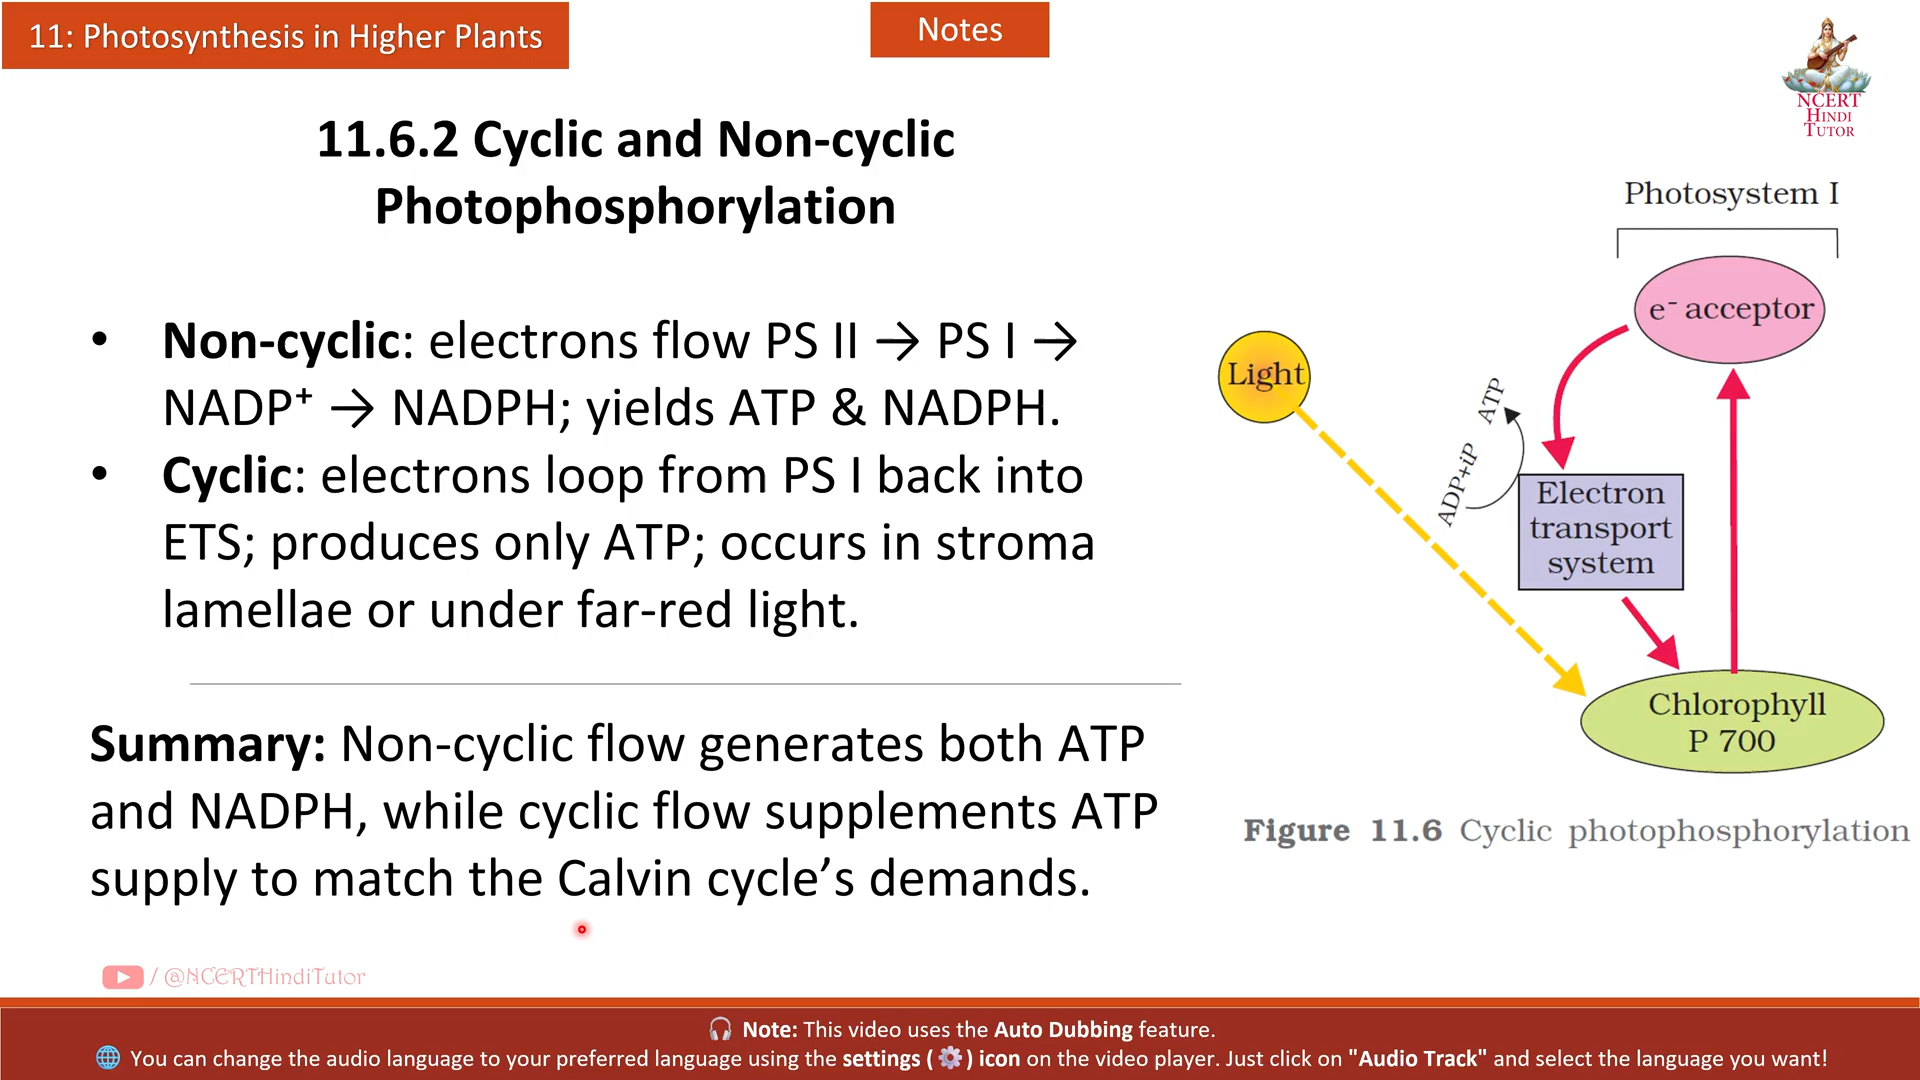 11: Photosynthesis in Higher Plants
Notes
NCERT
HINDI
TUTOR
11.6.2 Cyclic and Non-cyclic
Photophosphorylation
• Non-cyclic: electrons flow PS II → PS I →
NADP⁺ → NADPH; yields ATP & NADPH.
• Cyclic: electrons loop from PS I back into
ETS; produces only ATP; occurs in stroma
lamellae or under far-red light.
Summary: Non-cyclic flow generates both ATP
and NADPH, while cyclic flow supplements ATP
supply to match the Calvin cycle’s demands.
Photosystem I
e⁻ acceptor
Light
ATP
ADP+iP
Electron
transport
system
Chlorophyll
P 700
Figure 11.6 Cyclic photophosphorylation
/ @NCERTHindiTutor
🎧 Note: This video uses the Auto Dubbing feature.
🌐 You can change the audio language to your preferred language using the settings ( ⚙️ ) icon on the video player. Just click on "Audio Track" and select the language you want!